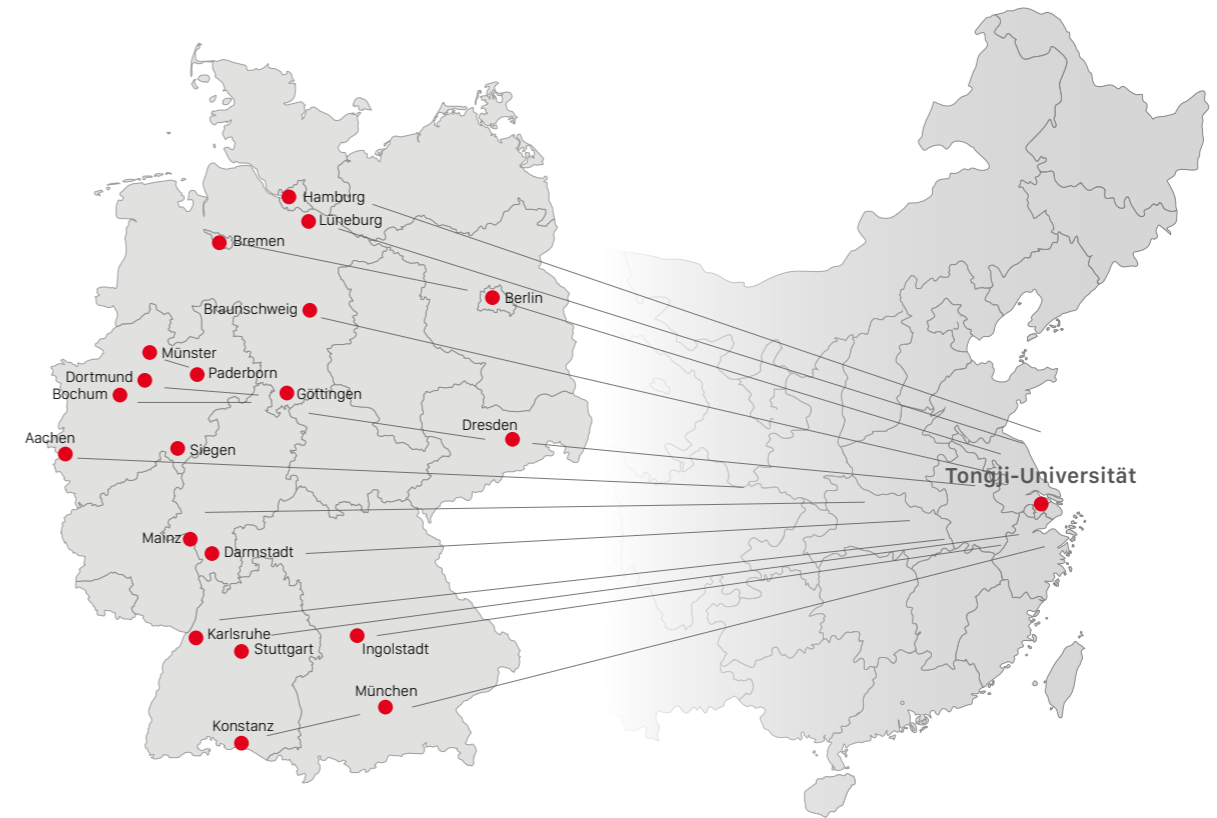 Hamburg
Lüneburg
Bremen
Berlin
Braunschweig
Münster
Paderborn
Dortmund
Bochum
Göttingen
Dresden
Aachen
Siegen
Tongji-Universität
Mainz
Darmstadt
Karlsruhe
Stuttgart
Ingolstadt
München
Konstanz